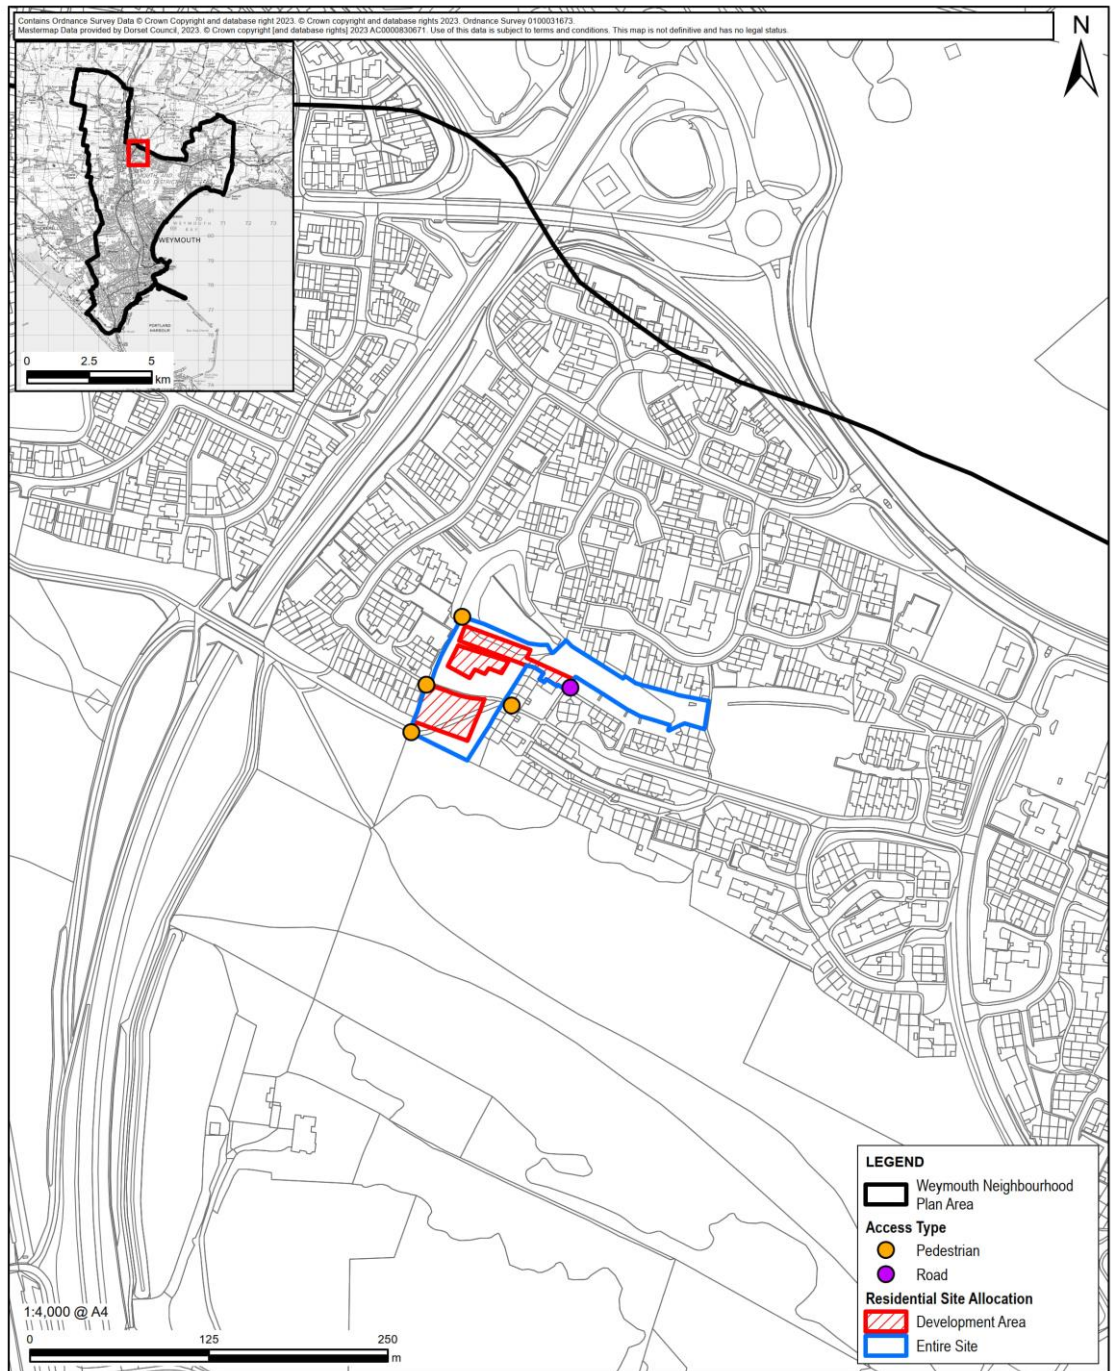 Contains Ordnance Survey Data © Crown Copyright and database right 2023. © Crown copyright and database rights 2023. Ordnance Survey 0100031673.
Mastermap Data provided by Dorset Council, 2023. © Crown copyright [and database rights] 2023 AC0000830671. Use of this data is subject to terms and conditions. This map is not definitive and has no legal status.
N
WEYMOUTH
PORTLAND
HARBOUR
0 2.5 5
km
LEGEND
Weymouth Neighbourhood
Plan Area
Access Type
Pedestrian
Road
Residential Site Allocation
Development Area
Entire Site
1:4,000 @ A4
0 125 250
m